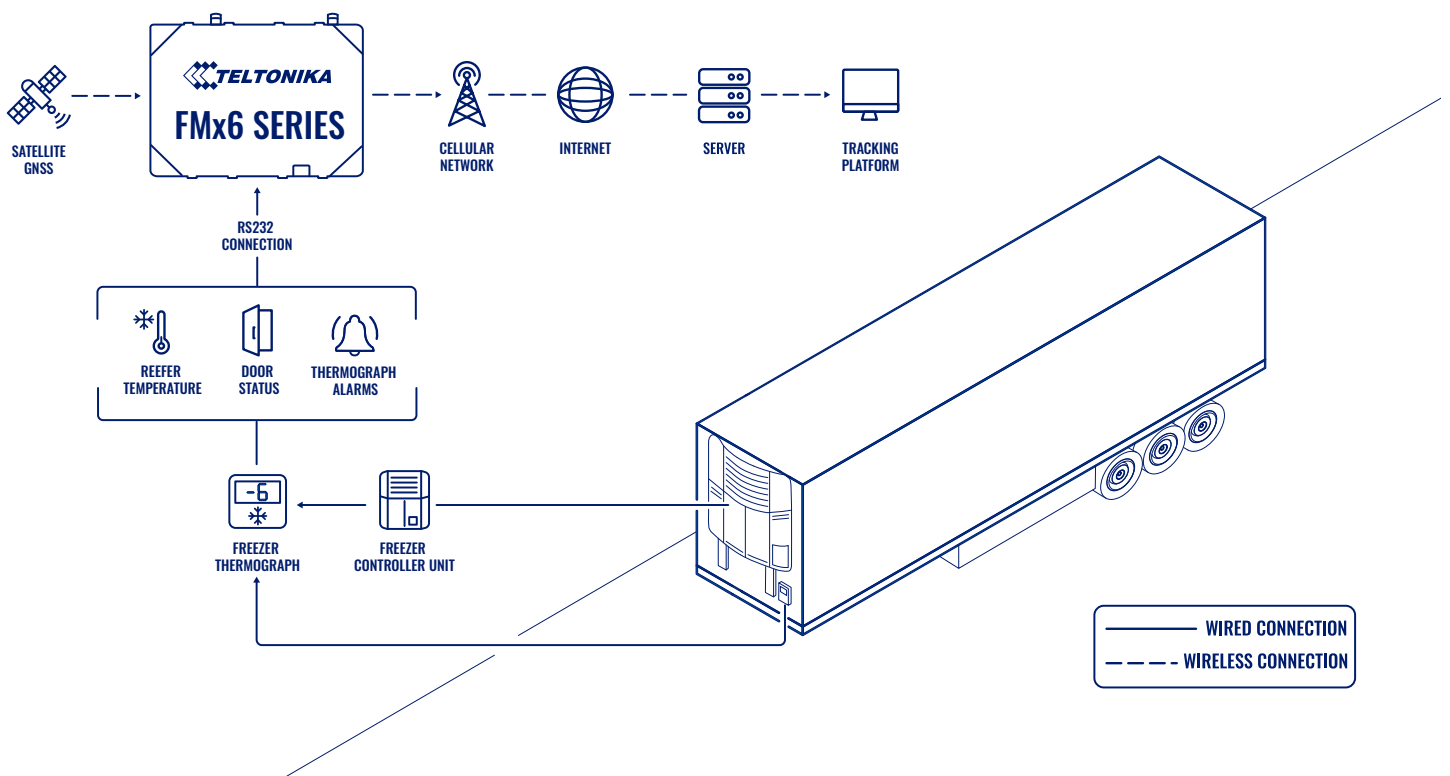 TELTONIKA
FMx6 SERIES
SATELLITE
GNSS
CELLULAR
NETWORK
INTERNET
SERVER
TRACKING
PLATFORM
RS232
CONNECTION
REEFER
TEMPERATURE
DOOR
STATUS
THERMOGRAPH
ALARMS
-6
FREEZER
THERMOGRAPH
FREEZER
CONTROLLER UNIT
WIRED CONNECTION
WIRELESS CONNECTION